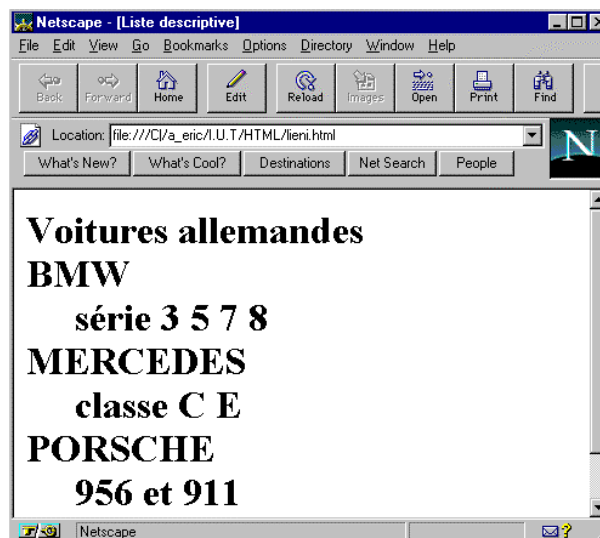 Netscape - [Liste descriptive]
File Edit View Go Bookmarks Options Directory Window Help
Back Forward Home Edit Reload Images Open Print Find
Location: file:///C|/a_eric/I.U.T/HTML/lieni.html
What's New? What's Cool? Destinations Net Search People
N
Voitures allemandes
BMW
série 3 5 7 8
MERCEDES
classe C E
PORSCHE
956 et 911
Netscape
?